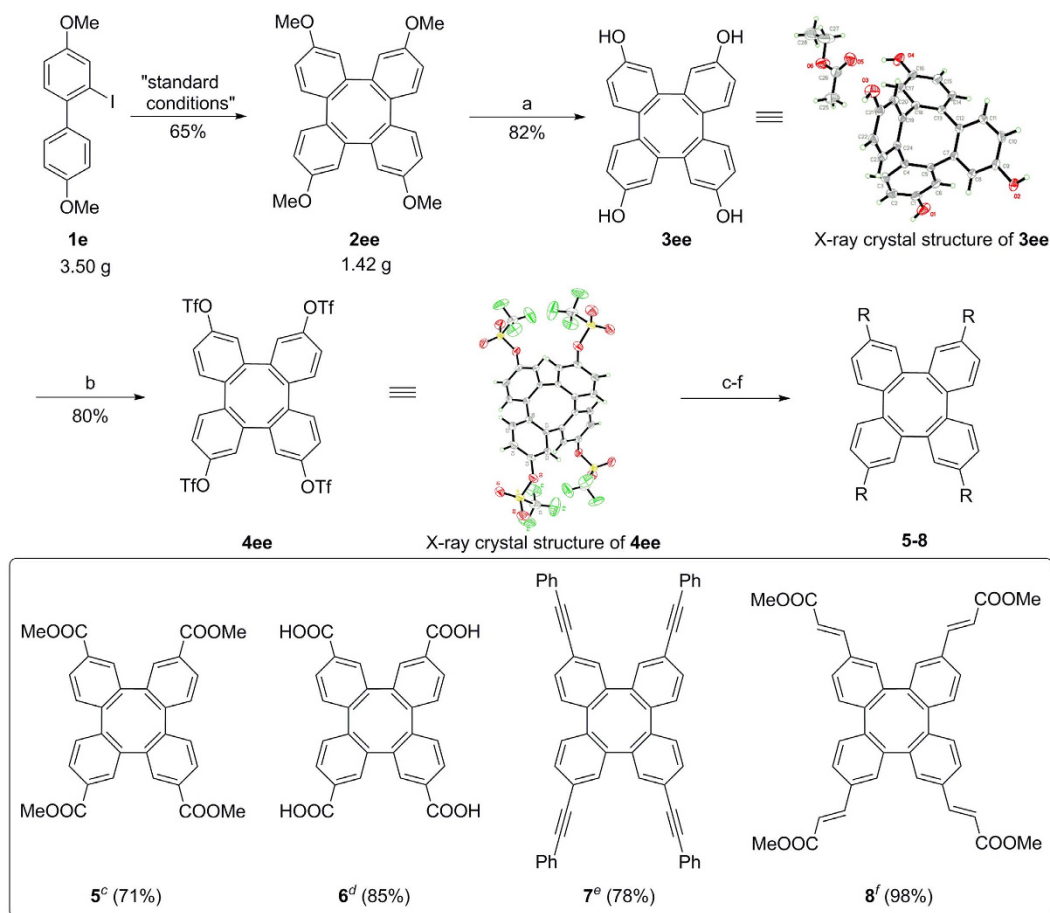 OMe
I
OMe
1e
3.50 g
"standard
conditions"
65%
MeO
OMe
MeO
OMe
2ee
1.42 g
a
82%
HO
OH
HO
OH
3ee
X-ray crystal structure of 3ee
b
80%
TfO
OTf
OTf
OTf
4ee
X-ray crystal structure of 4ee
c-f
R
R
R
R
5-8
MeOOC
COOMe
MeOOC
COOMe
5c (71%)
HOOC
COOH
HOOC
COOH
6d (85%)
Ph
Ph
Ph
Ph
7e (78%)
MeOOC
COOMe
MeOOC
COOMe
8f (98%)